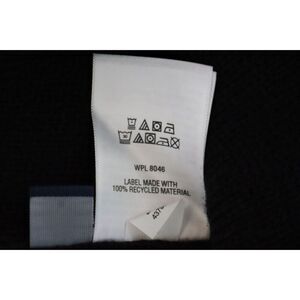 WPL 8046
LABEL MADE WITH
100% RECYCLED MATERIAL